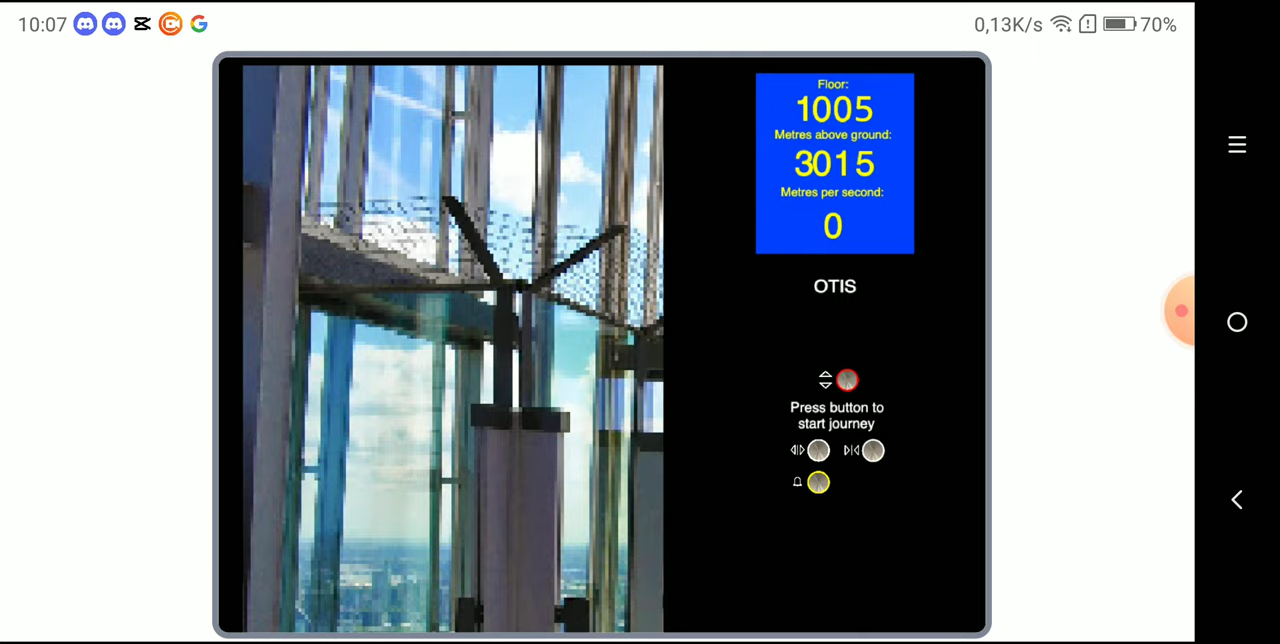 10:07
0,13K/s
70%
Floor:
1005
Metres above ground:
3015
Metres per second:
0
OTIS
Press button to
start journey